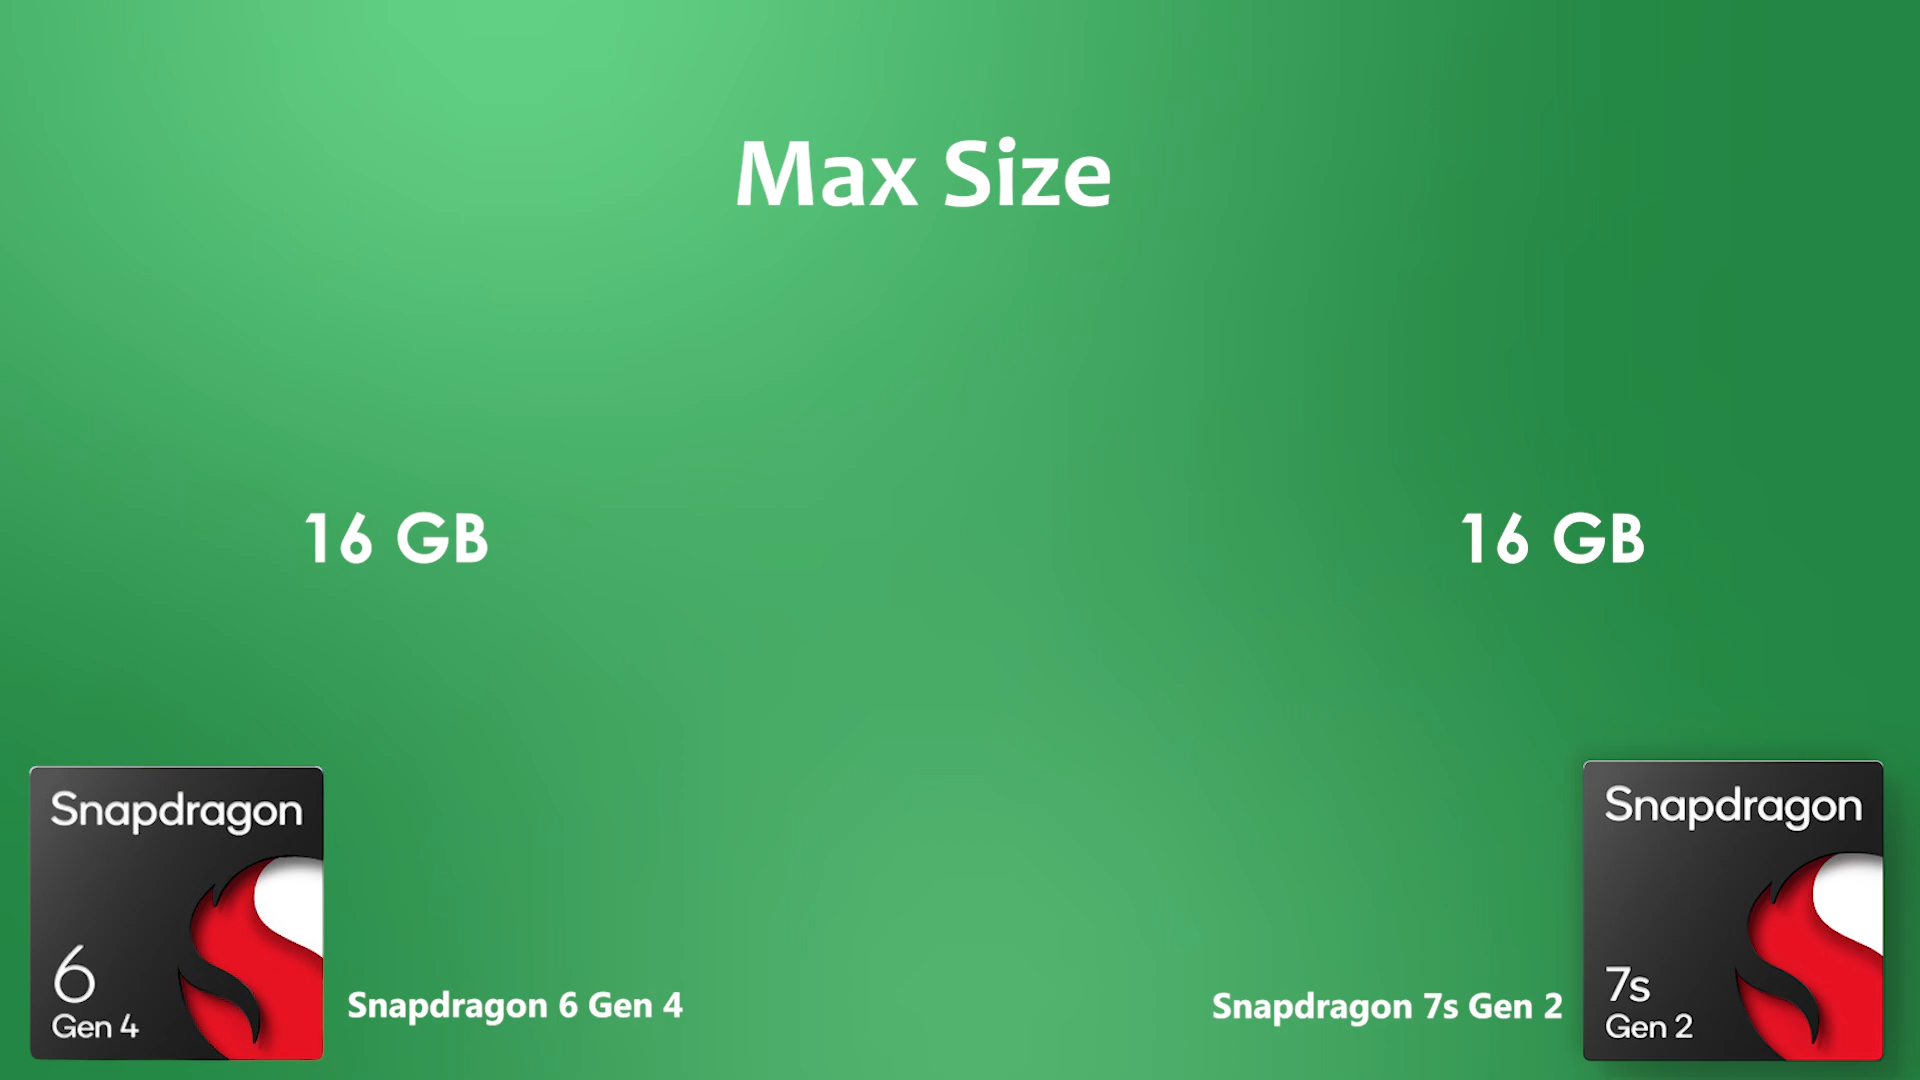 Max Size
16 GB
16 GB
Snapdragon
6
Gen 4
Snapdragon 6 Gen 4
Snapdragon 7s Gen 2
Snapdragon
7s
Gen 2